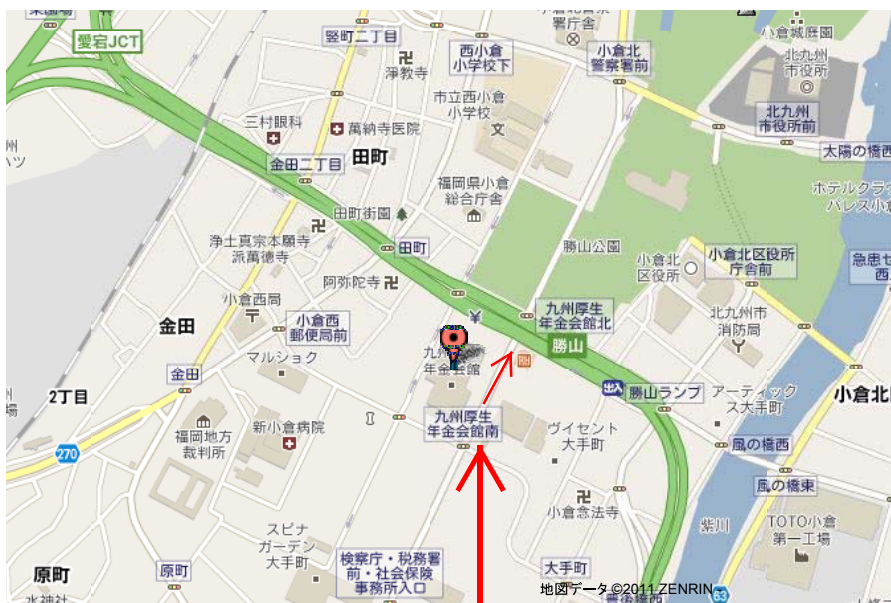 愛宕JCT
竪町二丁目
浄教寺
西小倉
小学校下
署庁舎
小倉北
警察署前
小倉城庭園
北九州
市役所
北九州
市役所前
太陽の橋西
三村眼科
萬納寺医院
市立西小倉
小学校
文
金田二丁目
田町
福岡県小倉
総合庁舎
ホテルクラ
パレス小倉
田町街園
浄土真宗本願寺
派萬徳寺
田町
勝山公園
小倉北
区役所
小倉北区役所
庁舎前
急患セ
阿弥陀寺
小倉西局
金田
小倉西
郵便局前
九州厚生
年金会館北
勝山
北九州市
消防局
マルショク
年金会館
RH
金田
2丁目
出入
勝山ランプ
アーティック
ス大手町
小倉北区
九州厚生
年金会館南
福岡地方
裁判所
新小倉病院
ヴィセント
大手町
風の橋西
270
風の橋東
小倉念法寺
紫川
TOTO小倉
第一工場
スピナ
ガーデン
大手町
検察庁・税務署
前・社会保険
事務所入口
原町
原町
大手町
地図データ ©2011 ZENRIN
63
水神社